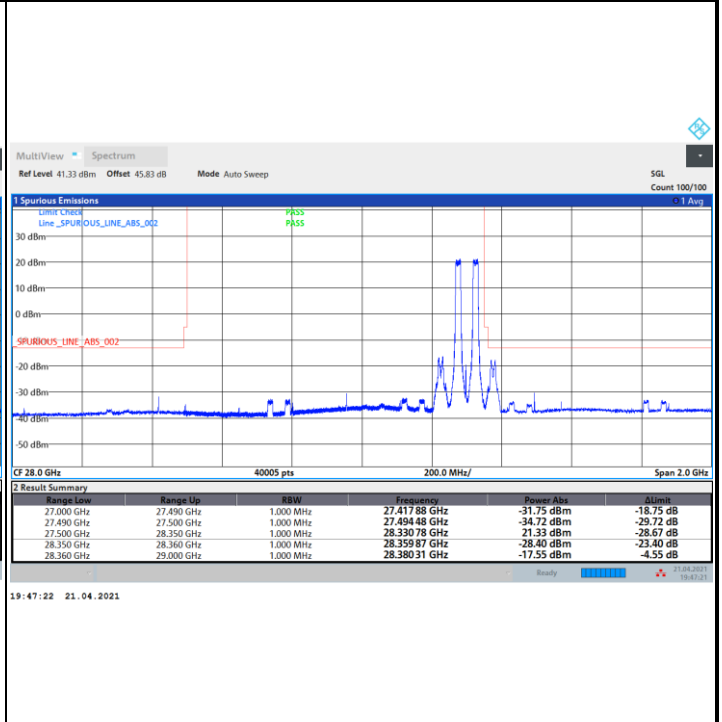 MultiView Spectrum
Ref Level 41.33 dBm Offset 45.83 dB Mode Auto Sweep SGL
Count 100/100
1 Spurious Emissions 1 Avg
Limit Check PASS
Line _SPURIOUS_LINE_ABS_002 PASS
30 dBm
20 dBm
10 dBm
0 dBm
_SPURIOUS_LINE_ABS_002
-20 dBm
-30 dBm
-40 dBm
-50 dBm
CF 28.0 GHz 40005 pts 200.0 MHz/ Span 2.0 GHz
2 Result Summary
Range Low Range Up RBW Frequency Power Abs ΔLimit
27.000 GHz 27.490 GHz 1.000 MHz 27.417 88 GHz -31.75 dBm -18.75 dB
27.490 GHz 27.500 GHz 1.000 MHz 27.494 48 GHz -34.72 dBm -29.72 dB
27.500 GHz 28.350 GHz 1.000 MHz 28.330 78 GHz 21.33 dBm -28.67 dB
28.350 GHz 28.360 GHz 1.000 MHz 28.359 87 GHz -28.40 dBm -23.40 dB
28.360 GHz 29.000 GHz 1.000 MHz 28.380 31 GHz -17.55 dBm -4.55 dB
Ready 21.04.2021
19:47:21
19:47:22 21.04.2021